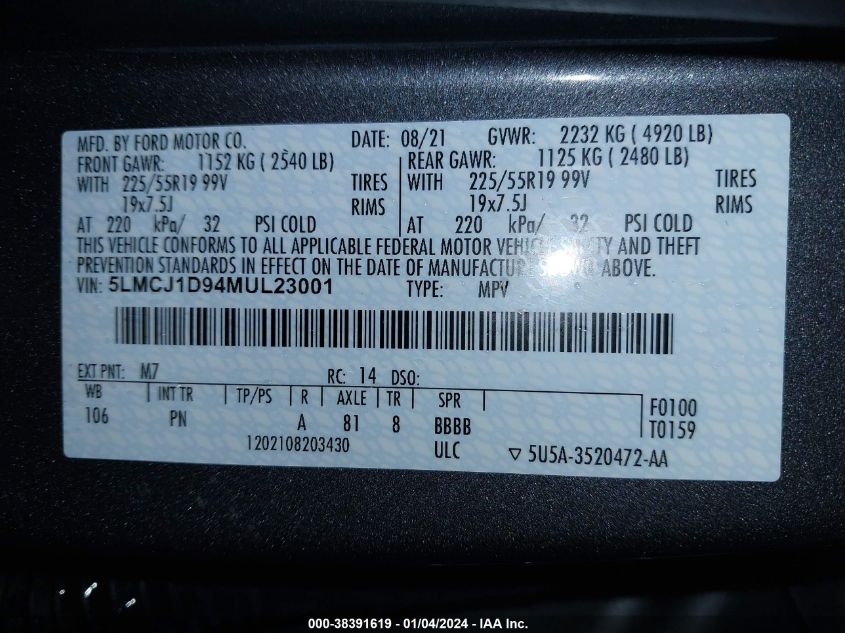 MFD. BY FORD MOTOR CO. DATE: 08/21 GVWR: 2232 KG ( 4920 LB)
FRONT GAWR: 1152 KG ( 2540 LB) REAR GAWR: 1125 KG ( 2480 LB)
WITH 225/55R19 99V TIRES WITH 225/55R19 99V TIRES
19x7.5J RIMS 19x7.5J RIMS
AT 220 kPa/ 32 PSI COLD AT 220 kPa/ 32 PSI COLD
THIS VEHICLE CONFORMS TO ALL APPLICABLE FEDERAL MOTOR AND THEFT
PREVENTION STANDARDS IN EFFECT ON THE DATE OF ABOVE.
VIN: 5LMCJ1D94MUL23001 TYPE: MPV
EXT PNT: M7 RC: 14 DSO:
WB INT TR TP/PS R AXLE TR SPR F0100
106 PN A 81 8 BBBB T0159
1202108203430 ULC ▽ 5U5A-3520472-AA
000-38391619 - 01/04/2024 - IAA Inc.